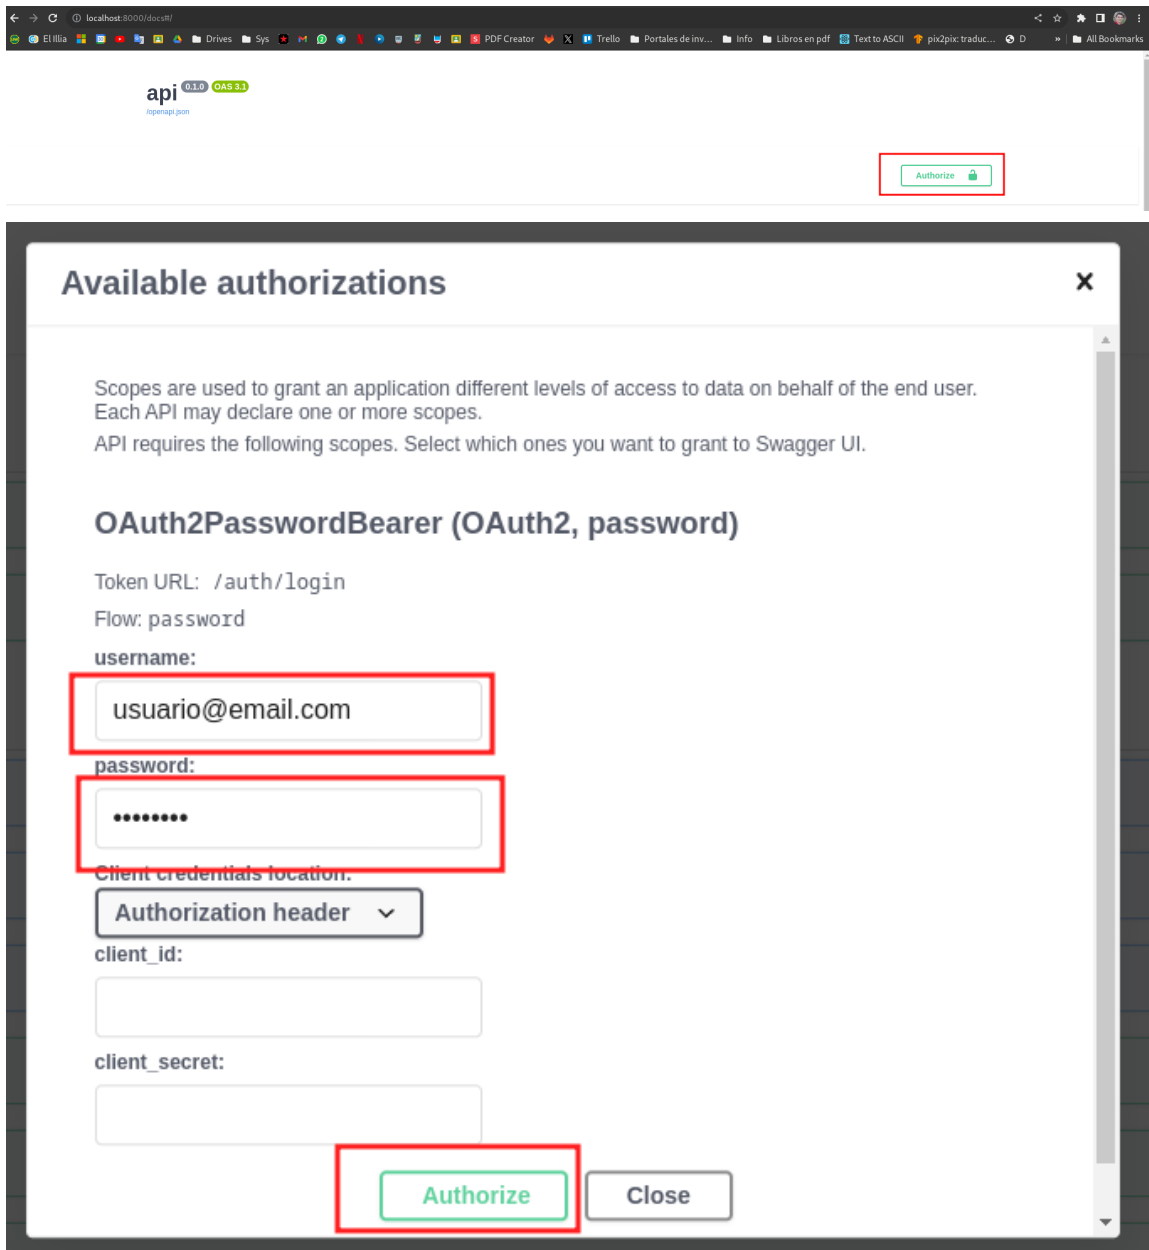 localhost:8000/docs#/
El Illia
Drives
Sys
PDF Creator
Trello
Portales de inv...
Info
Libros en pdf
Text to ASCII
pix2pix: traduc...
D
»
All Bookmarks
api 0.1.0 OAS 3.1
/openapi.json
Authorize
Available authorizations
Scopes are used to grant an application different levels of access to data on behalf of the end user.
Each API may declare one or more scopes.
API requires the following scopes. Select which ones you want to grant to Swagger UI.
OAuth2PasswordBearer (OAuth2, password)
Token URL: /auth/login
Flow: password
username:
usuario@email.com
password:
••••••••
Client credentials location:
Authorization header
client_id:
client_secret:
Authorize
Close